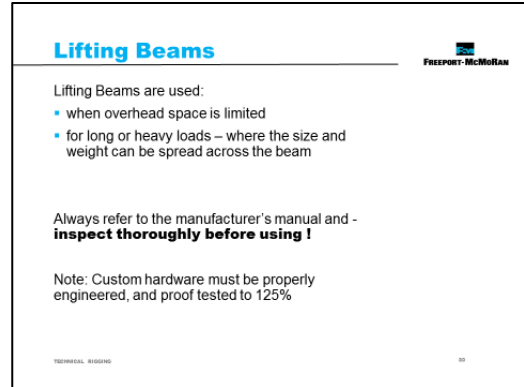 Lifting Beams
FREEPORT-MCMORAN
Lifting Beams are used:
▪ when overhead space is limited
▪ for long or heavy loads – where the size and
weight can be spread across the beam
Always refer to the manufacturer's manual and -
inspect thoroughly before using !
Note: Custom hardware must be properly
engineered, and proof tested to 125%
TECHNICAL RIGGING